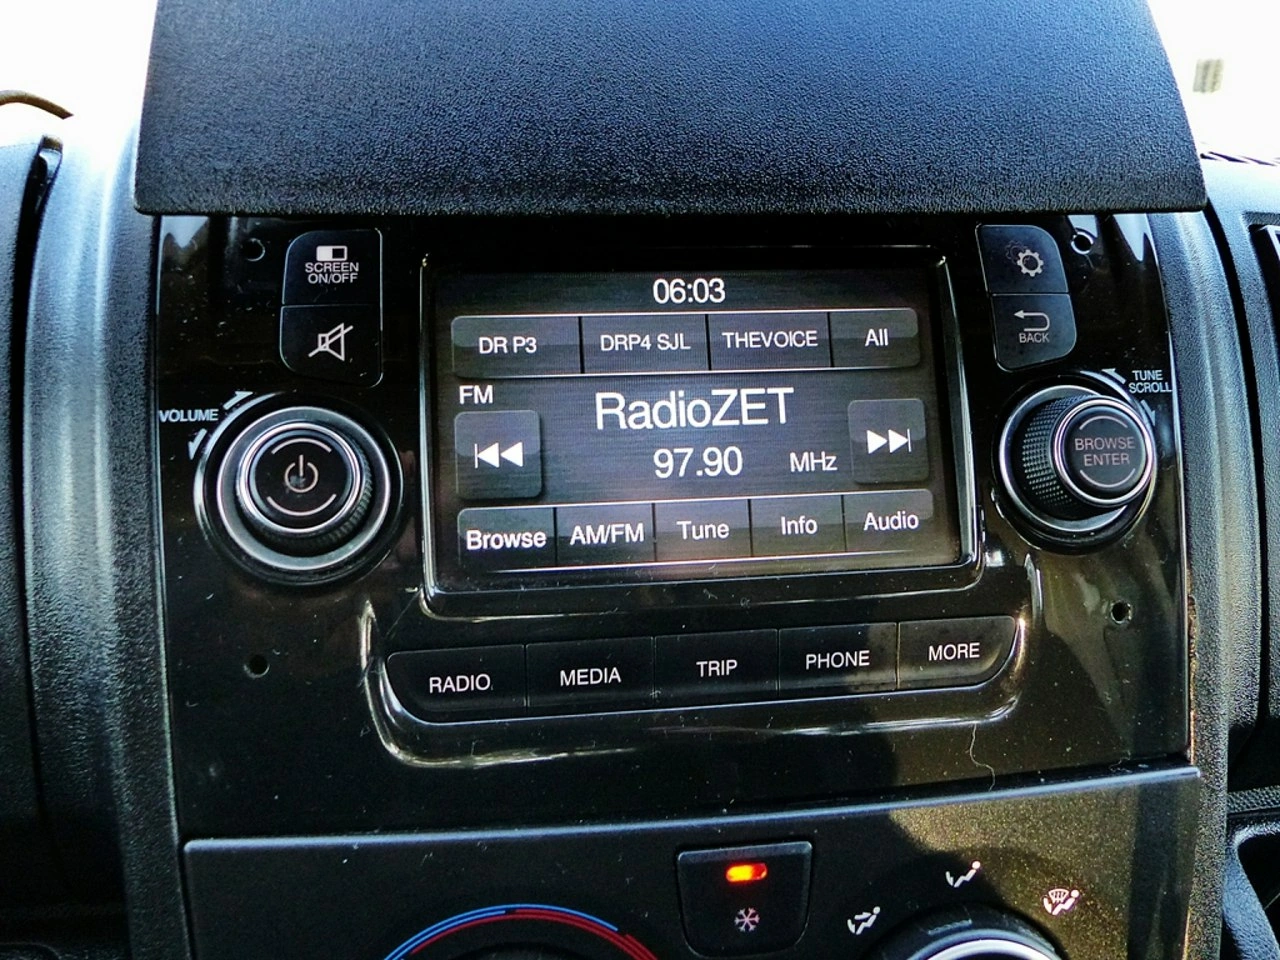 SCREEN
ON/OFF
06:03
DR P3 DRP4 SJL THEVOICE All
BACK
FM
VOLUME
RadioZET
97.90 MHz
TUNE
SCROLL
BROWSE
ENTER
Browse AM/FM Tune Info Audio
RADIO MEDIA TRIP PHONE MORE